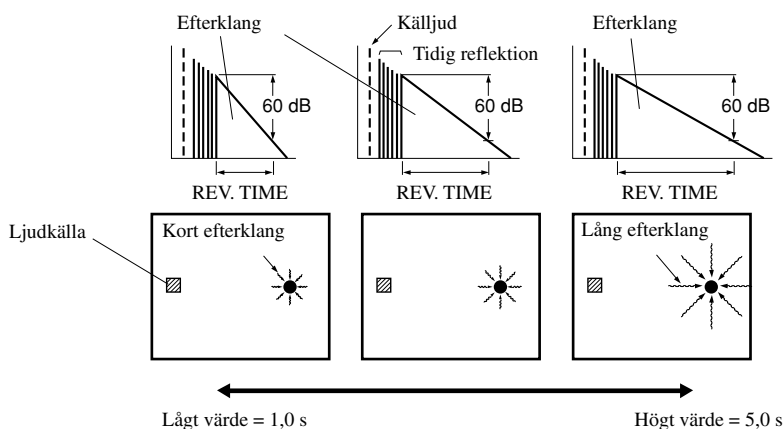 Efterklang Källjud Efterklang
Tidig reflektion
60 dB 60 dB 60 dB
REV. TIME REV. TIME REV. TIME
Ljudkälla Kort efterklang Lång efterklang
Lågt värde = 1,0 s Högt värde = 5,0 s